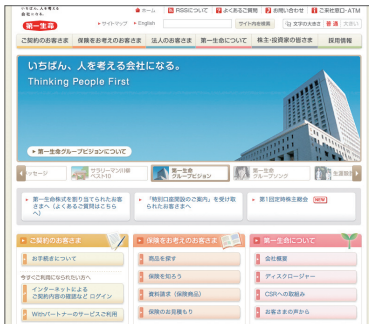 いちばん、人を考える
会社になる。
第一生命
ホーム
RSSについて
よくあるご質問
お問い合わせ
ご来社窓口・ATM
サイトマップ
English
サイト内を検索
文字の大きさ
普通
大きい
ご契約のお客さま
保険をお考えのお客さま
法人のお客さま
第一生命について
株主・投資家の皆さま
採用情報
いちばん、人を考える会社になる。
Thinking People First
第一生命グループビジョンについて
ッセージ
サラリーマン川柳
ベスト10
第一生命
グループビジョン
第一生命
グループソング
生涯設
第一生命株式を割り当てられたお客
さまへ（よくあるご質問はこちら
へ）
「特別口座開設のご案内」を受け取
られたお客さまへ
第1回定時株主総会
NEW
ご契約のお客さま
保険をお考えのお客さま
第一生命について
お手続きについて
商品を探す
会社概要
今すぐご利用になられたい方へ
保険を知ろう
ディスクロージャー
インターネットによる
ご契約内容の確認など ログイン
資料請求（保険商品）
CSRへの取組み
Withパートナーのサービスご利用
保険のお見積もり
お客さまの声から